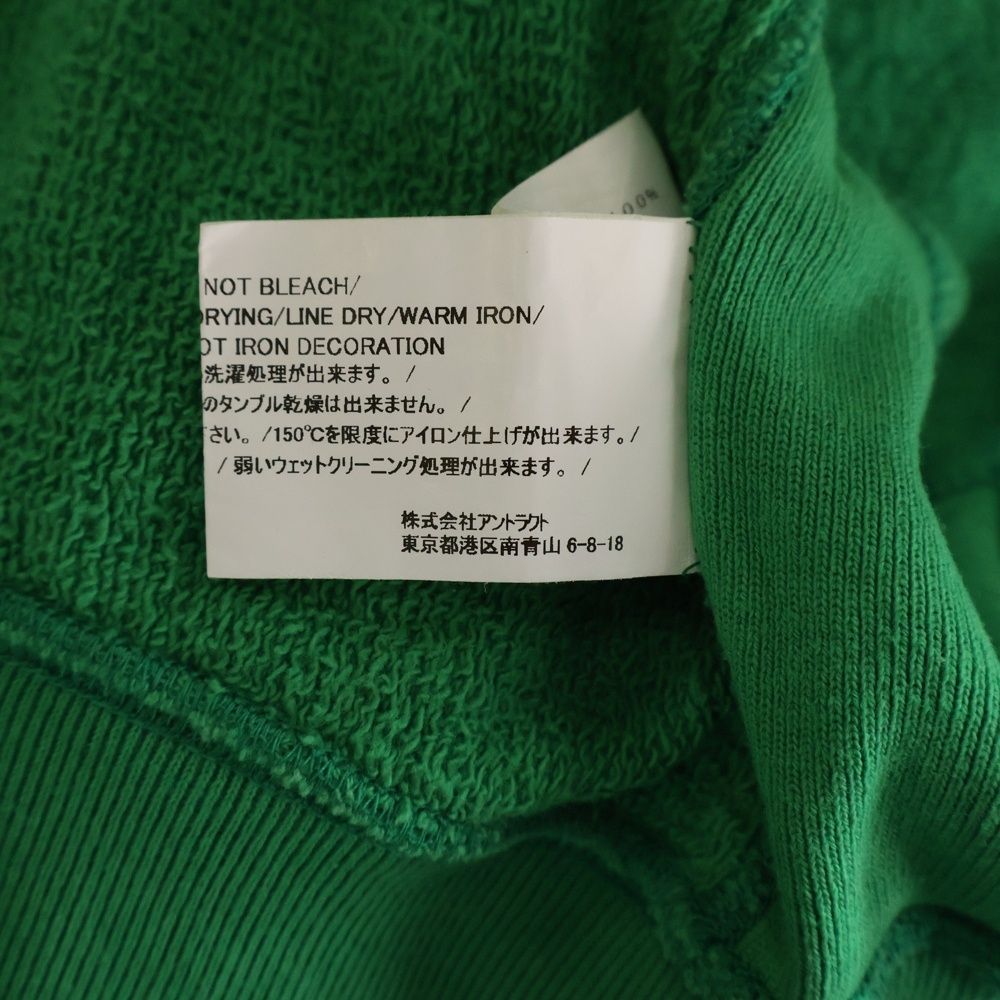 100%
NOT BLEACH/
RYING/LINE DRY/WARM IRON/
OT IRON DECORATION
洗濯処理が出来ます。 /
のタンブル乾燥は出来ません。 /
さい。 /150℃を限度にアイロン仕上げが出来ます。/
/ 弱いウェットクリーニング処理が出来ます。 /
株式会社アントラクト
東京都港区南青山 6-8-18